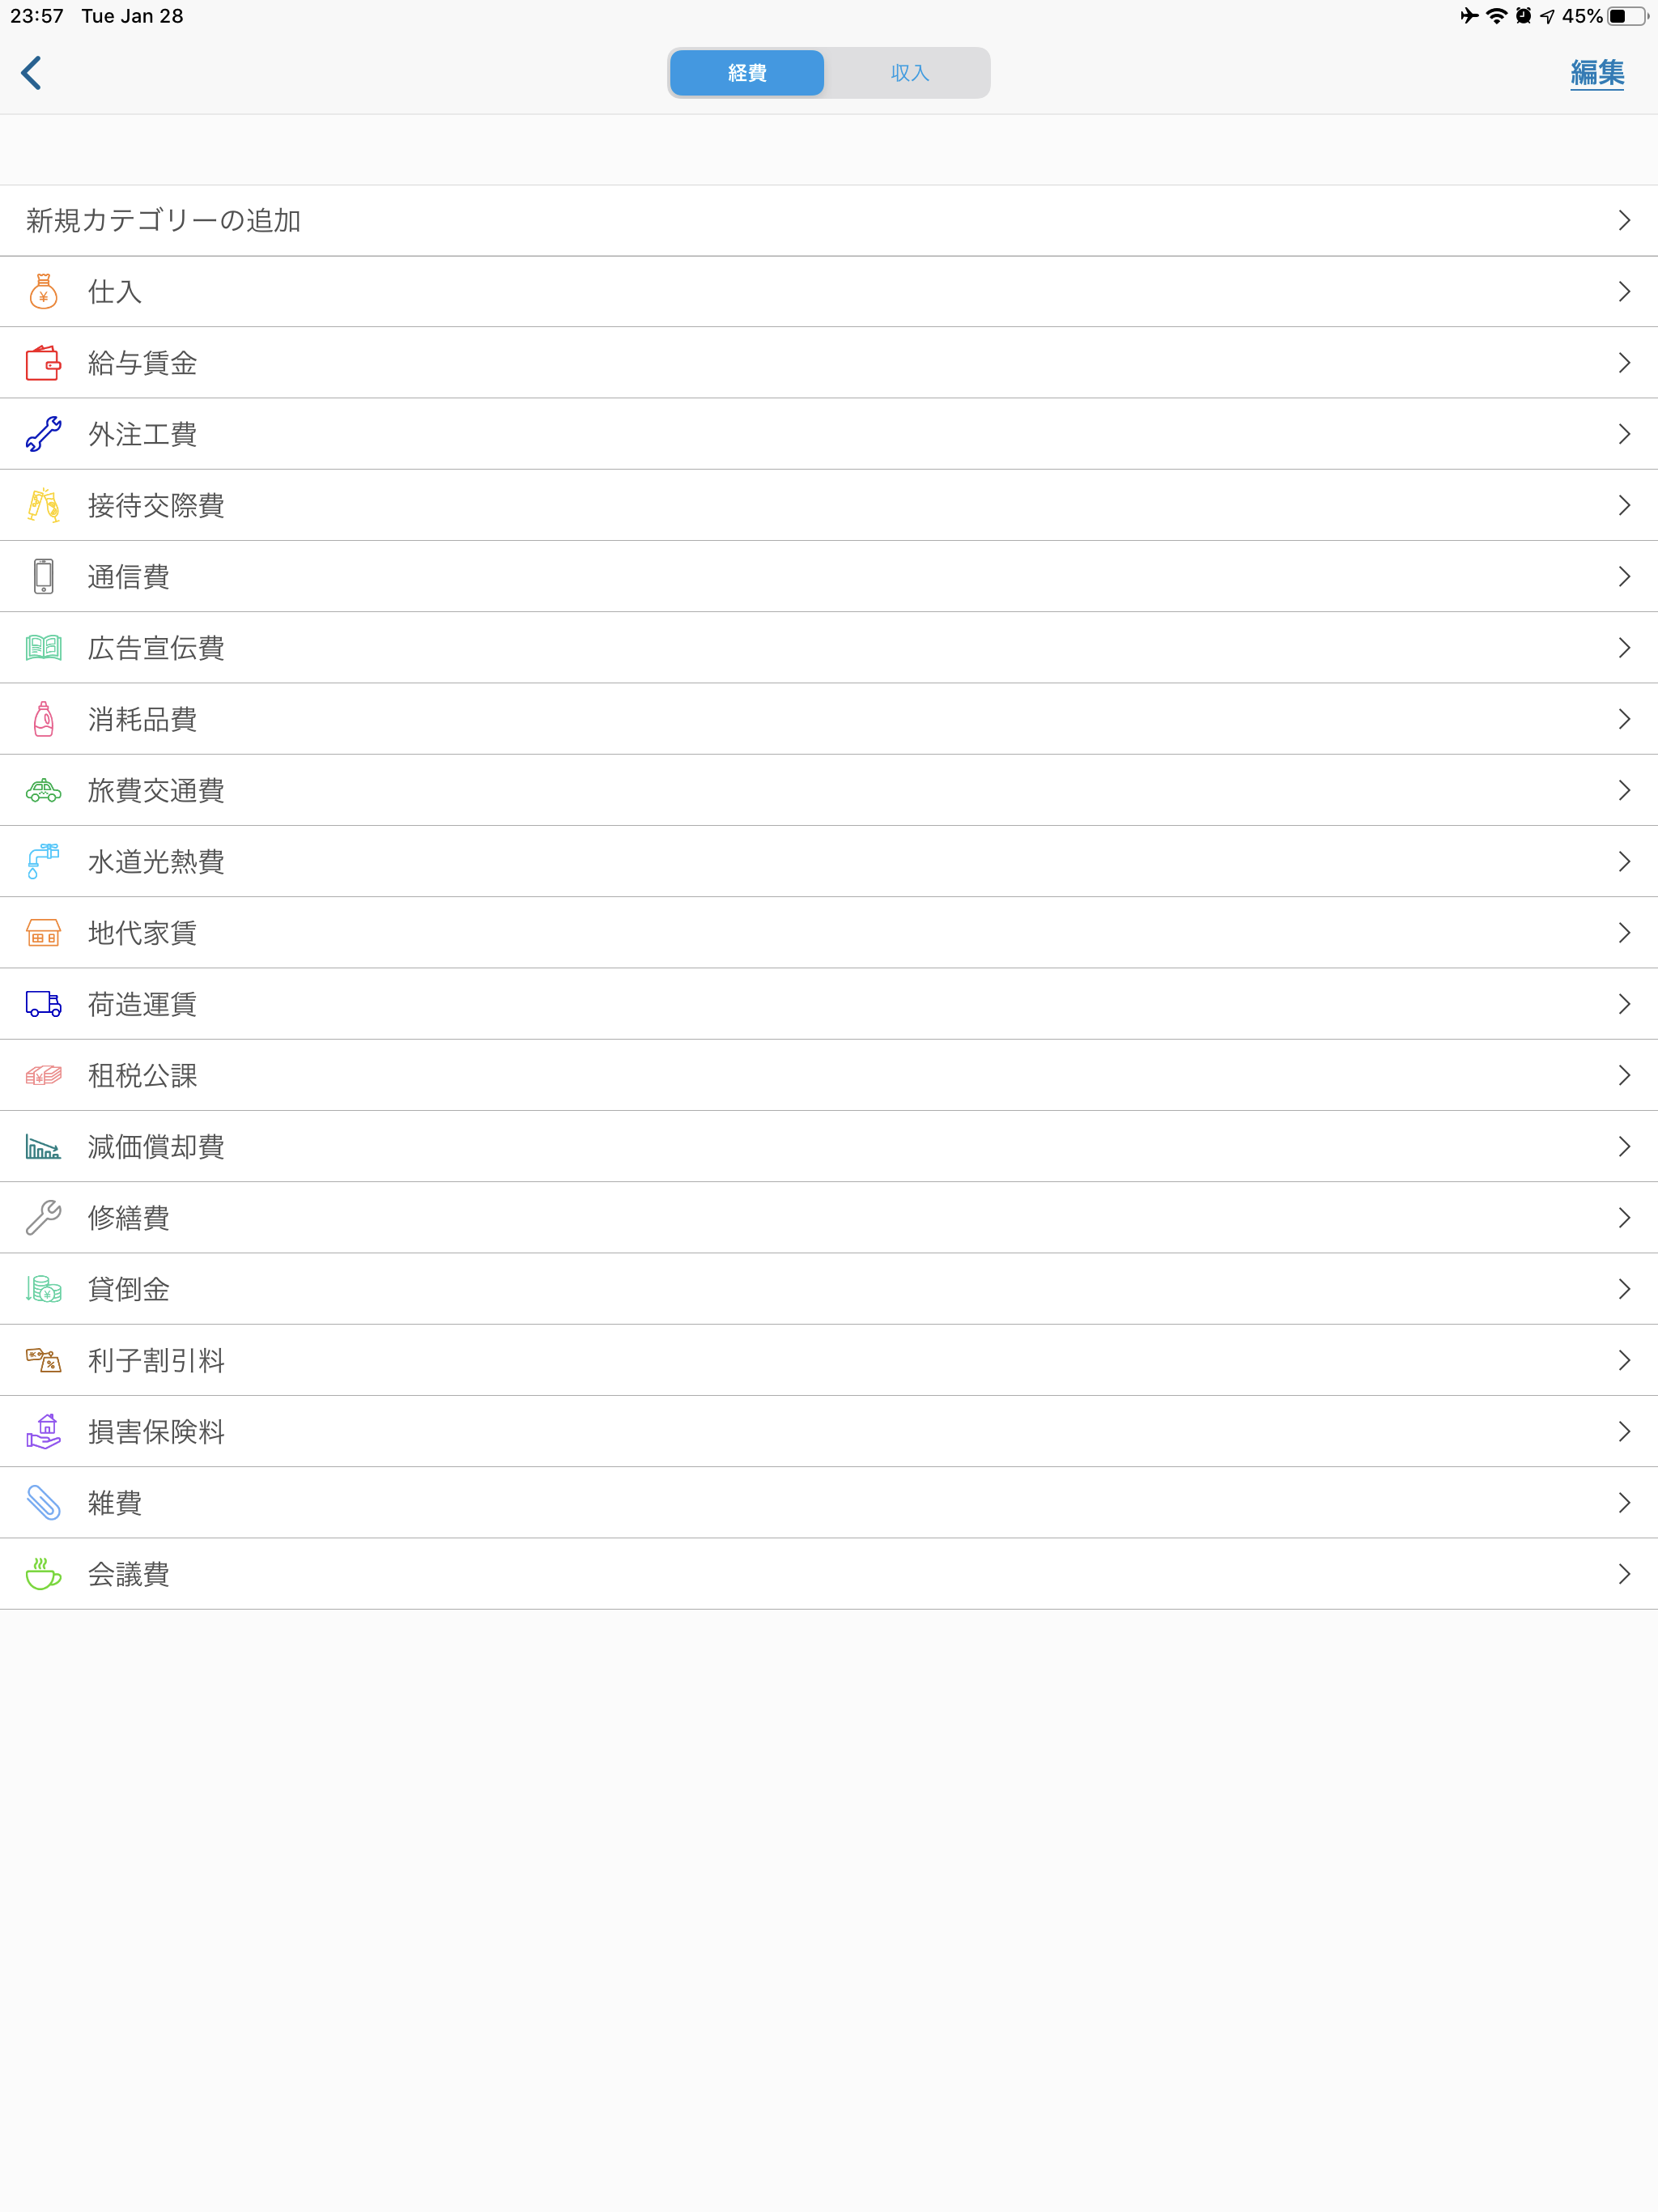 23:57 Tue Jan 28 45%
経費 収入 編集
新規カテゴリーの追加
仕入
給与賃金
外注工費
接待交際費
通信費
広告宣伝費
消耗品費
旅費交通費
水道光熱費
地代家賃
荷造運賃
租税公課
減価償却費
修繕費
貸倒金
利子割引料
損害保険料
雑費
会議費